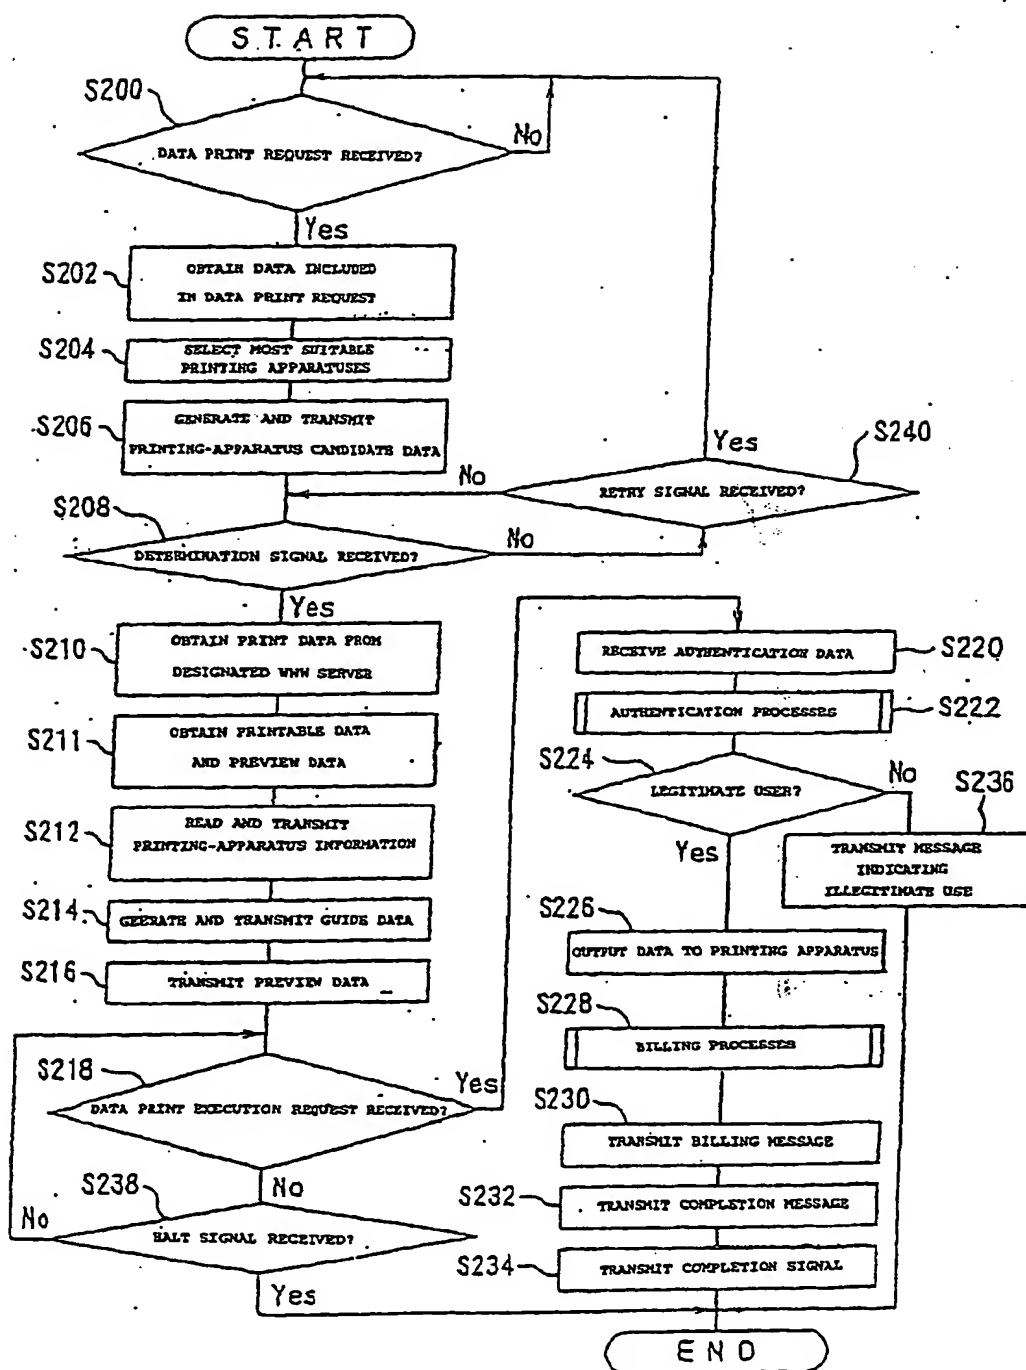 START
S200
DATA PRINT REQUEST RECEIVED?
No
Yes
S202
OBTAIN DATA INCLUDED
IN DATA PRINT REQUEST
S204
SELECT MOST SUITABLE
PRINTING APPARATUSES
S206
GENERATE AND TRANSMIT
PRINTING-APPARATUS CANDIDATE DATA
Yes
S240
RETRY SIGNAL RECEIVED?
No
S208
DETERMINATION SIGNAL RECEIVED?
No
Yes
S210
OBTAIN PRINT DATA FROM
DESIGNATED WWW SERVER
S211
OBTAIN PRINTABLE DATA
AND PREVIEW DATA
S212
READ AND TRANSMIT
PRINTING-APPARATUS INFORMATION
S214
GEERATE AND TRANSMIT GUIDE DATA
S216
TRANSMIT PREVIEW DATA
S218
DATA PRINT EXECUTION REQUEST RECEIVED?
Yes
No
S238
HALT SIGNAL RECEIVED?
No
Yes
RECEIVE AUTHENTICATION DATA
S220
AUTHENTICATION PROCESSES
S222
S224
LEGITIMATE USER?
No
S236
TRANSMIT MESSAGE
INDICATING
ILLEGITIMATE USE
Yes
S226
OUTPUT DATA TO PRINTING APPARATUS
S228
BILLING PROCESSES
S230
TRANSMIT BILLING MESSAGE
S232
TRANSMIT COMPLETION MESSAGE
S234
TRANSMIT COMPLETION SIGNAL
END